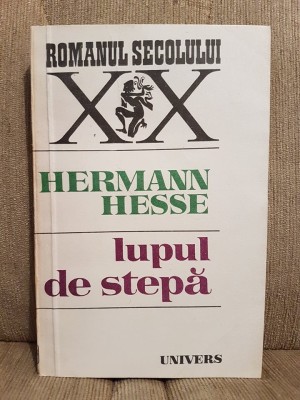 ROMANUL SECOLULUI
XX
HERMANN
HESSE
lupul
de stepă
UNIVERS